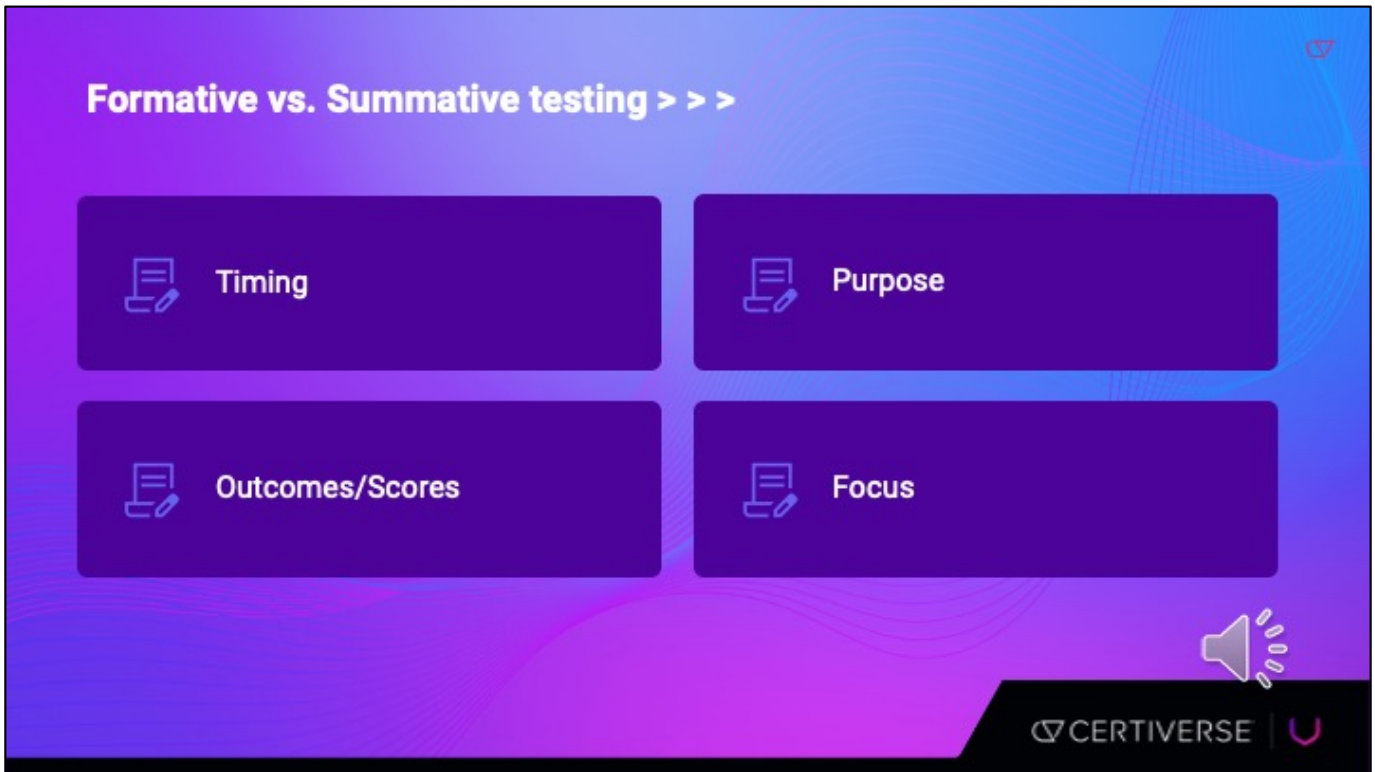 Formative vs. Summative testing > > >
Timing
Purpose
Outcomes/Scores
Focus
CERTIVERSE